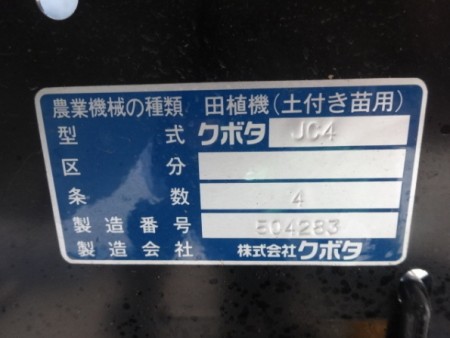 農業機械の種類 田植機(土付き苗用)
型式 クボタ JC4
区分
条数 4
製造番号 504283
製造会社 株式会社クボタ